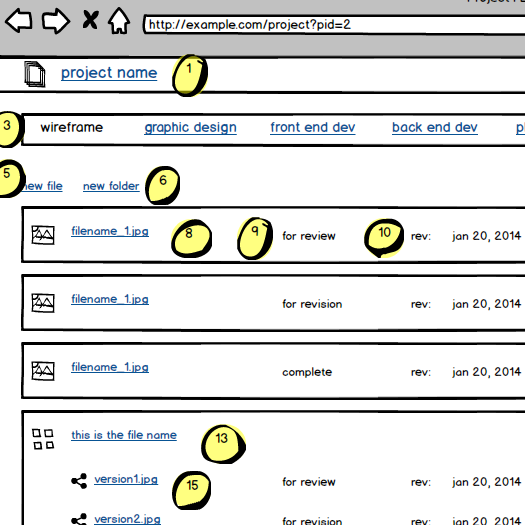 http://example.com/project?pid=2
project name 1
3 wireframe graphic design front end dev back end dev
5 new file new folder 6
filename_1.jpg 8 9 for review 10 rev: jan 20, 2014
filename_1.jpg for revision rev: jan 20, 2014
filename_1.jpg complete rev: jan 20, 2014
this is the file name 13
version1.jpg 15 for review rev: jan 20, 2014
version2.jpg for revision rev: jan 20, 2014